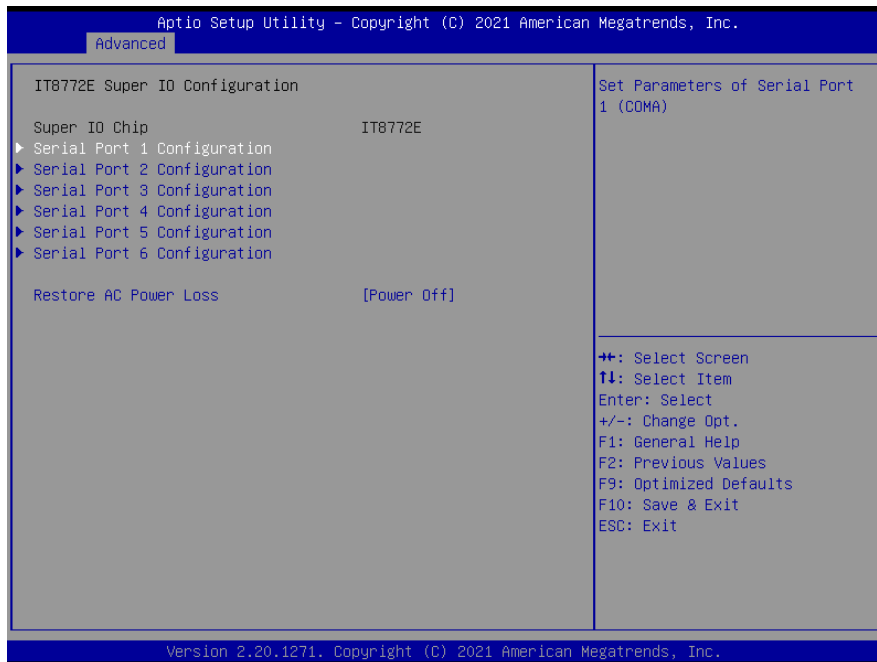 Aptio Setup Utility – Copyright (C) 2021 American Megatrends, Inc.
Advanced
IT8772E Super IO Configuration
Super IO Chip IT8772E
Serial Port 1 Configuration
Serial Port 2 Configuration
Serial Port 3 Configuration
Serial Port 4 Configuration
Serial Port 5 Configuration
Serial Port 6 Configuration
Restore AC Power Loss [Power Off]
Set Parameters of Serial Port
1 (COMA)
→←: Select Screen
↑↓: Select Item
Enter: Select
+/-: Change Opt.
F1: General Help
F2: Previous Values
F9: Optimized Defaults
F10: Save & Exit
ESC: Exit
Version 2.20.1271. Copyright (C) 2021 American Megatrends, Inc.